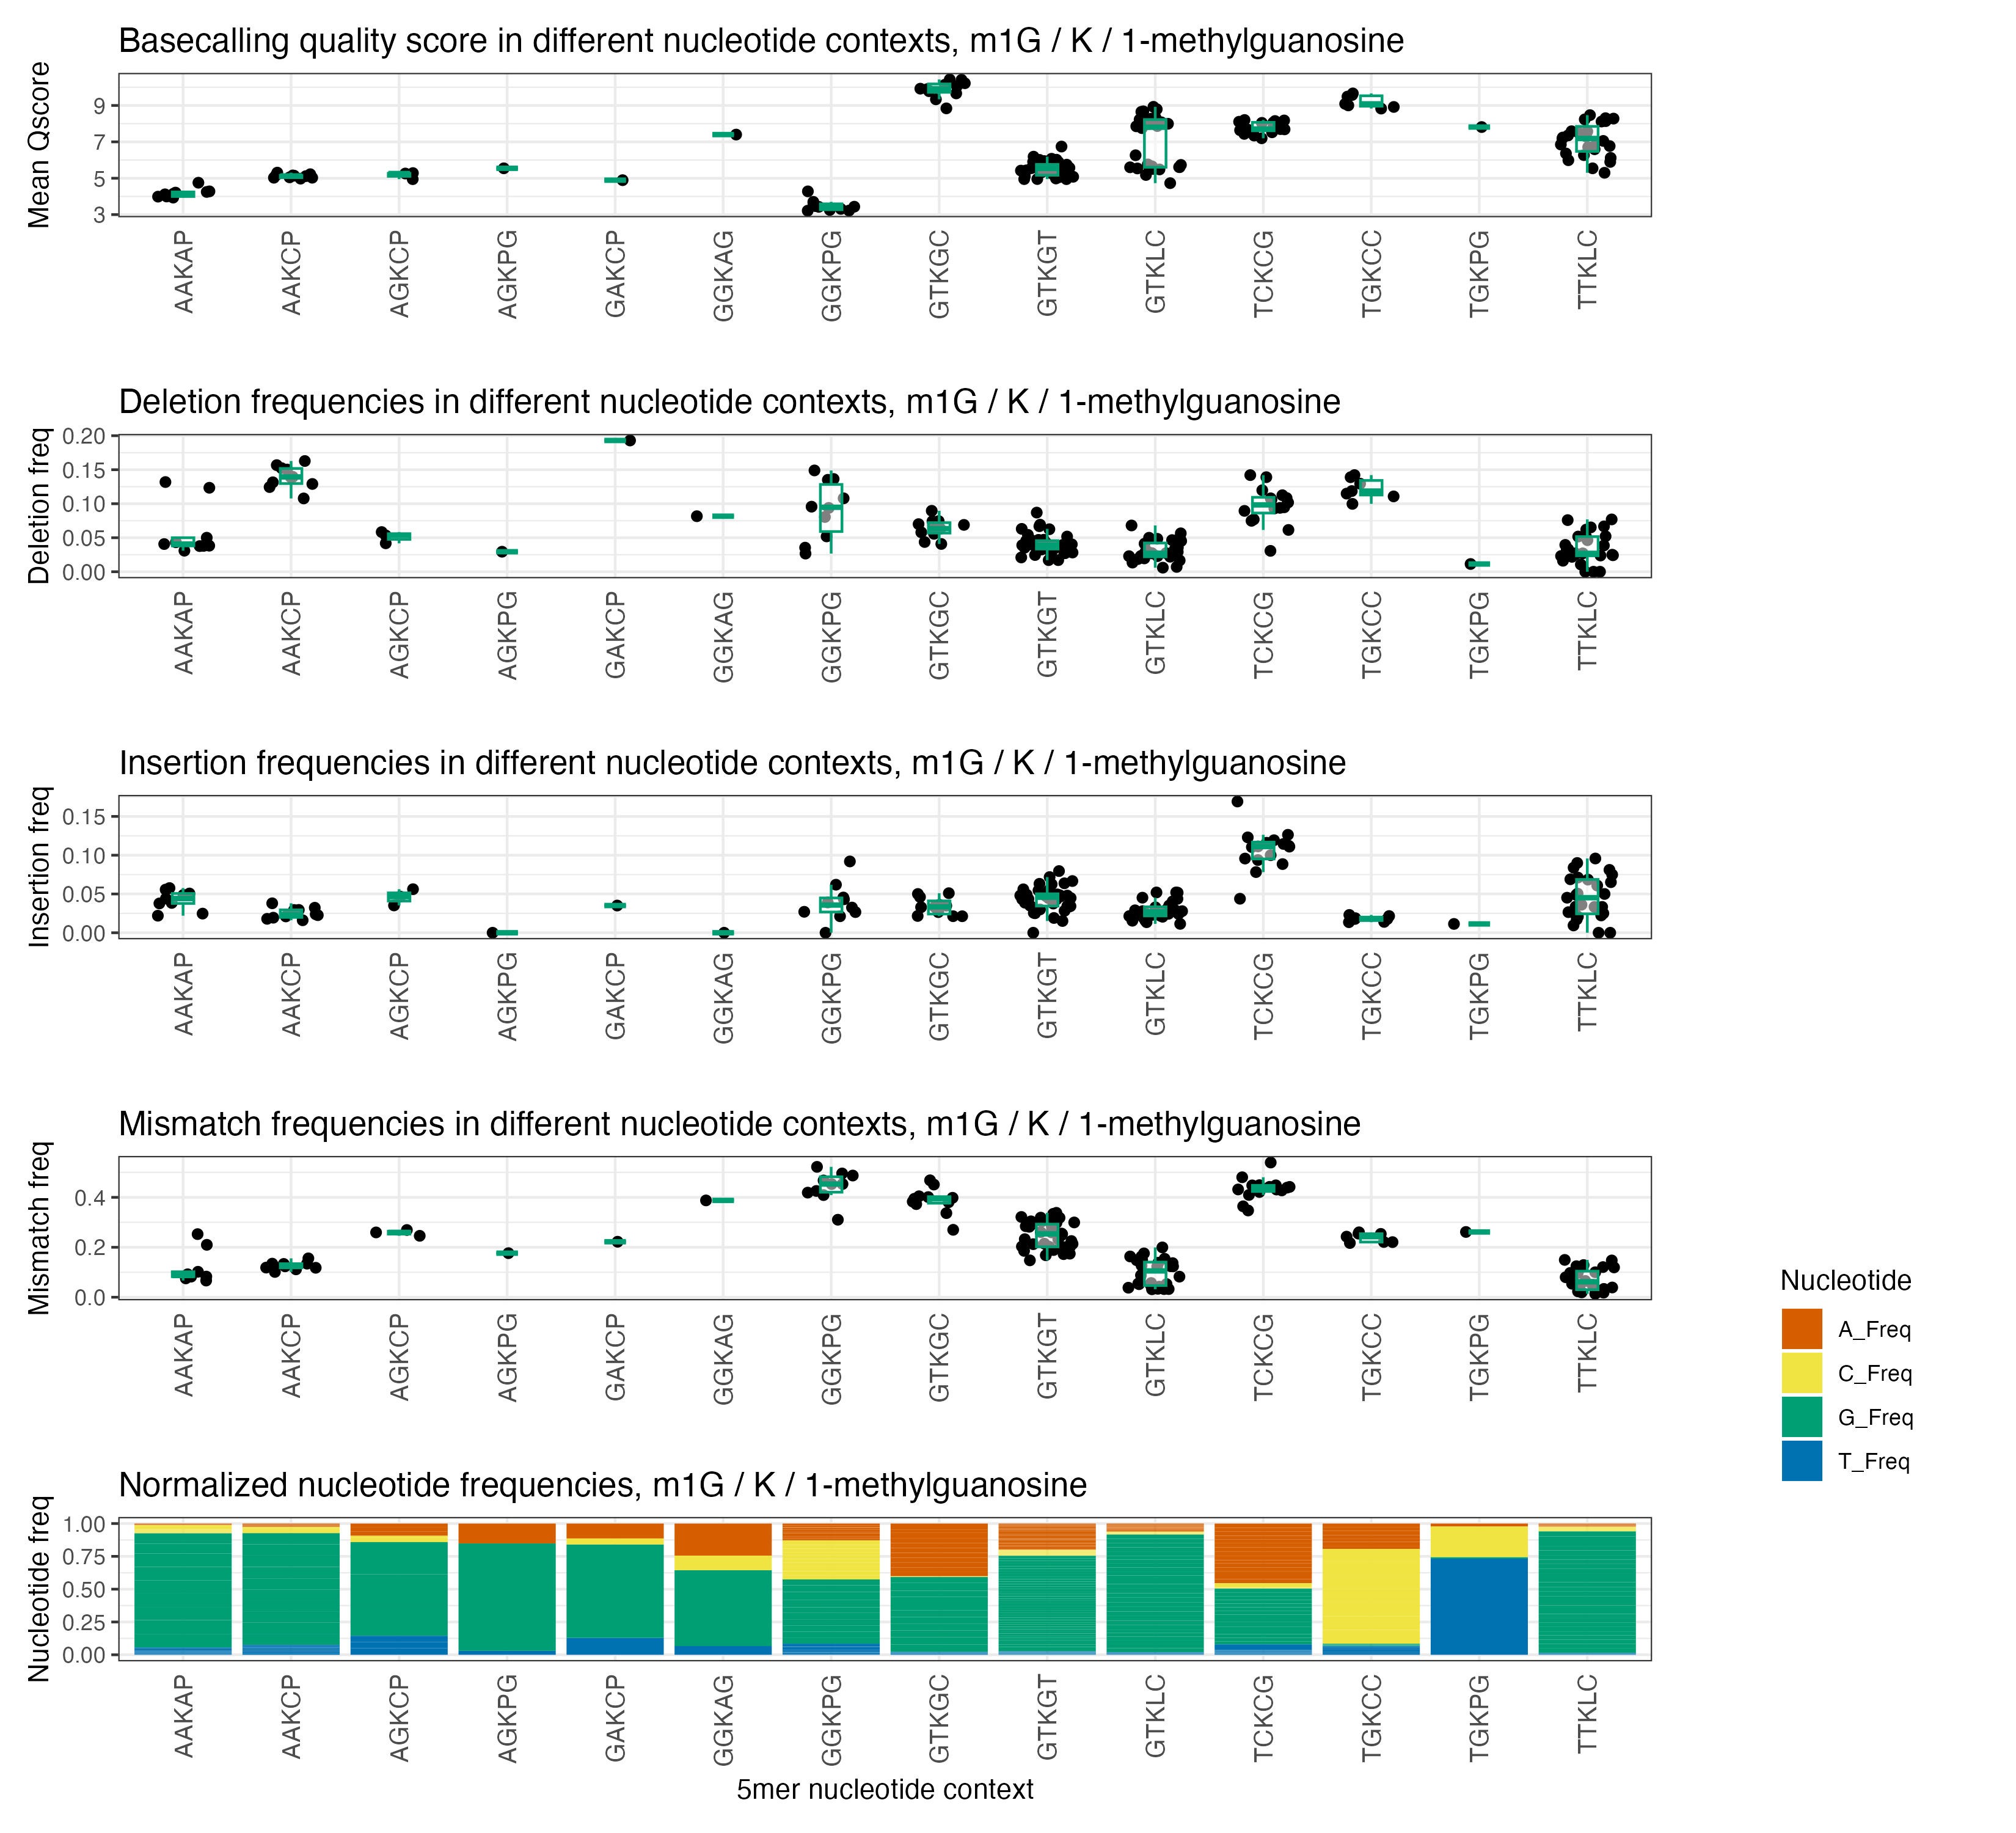 Basecalling quality score in different nucleotide contexts, m1G / K / 1-methylguanosine
Mean Qscore
9
7
5
3
AAKAP AAKCP AGKCP AGKPG GAKCP GGKAG GGKPG GTKGC GTKGT GTKLC TCKCG TGKCC TGKPG TTKLC
Deletion frequencies in different nucleotide contexts, m1G / K / 1-methylguanosine
Deletion freq
0.20
0.15
0.10
0.05
0.00
AAKAP AAKCP AGKCP AGKPG GAKCP GGKAG GGKPG GTKGC GTKGT GTKLC TCKCG TGKCC TGKPG TTKLC
Insertion frequencies in different nucleotide contexts, m1G / K / 1-methylguanosine
Insertion freq
0.15
0.10
0.05
0.00
AAKAP AAKCP AGKCP AGKPG GAKCP GGKAG GGKPG GTKGC GTKGT GTKLC TCKCG TGKCC TGKPG TTKLC
Mismatch frequencies in different nucleotide contexts, m1G / K / 1-methylguanosine
Mismatch freq
0.4
0.2
0.0
AAKAP AAKCP AGKCP AGKPG GAKCP GGKAG GGKPG GTKGC GTKGT GTKLC TCKCG TGKCC TGKPG TTKLC
Nucleotide
A_Freq
C_Freq
G_Freq
T_Freq
Normalized nucleotide frequencies, m1G / K / 1-methylguanosine
Nucleotide freq
1.00
0.75
0.50
0.25
0.00
AAKAP AAKCP AGKCP AGKPG GAKCP GGKAG GGKPG GTKGC GTKGT GTKLC TCKCG TGKCC TGKPG TTKLC
5mer nucleotide context